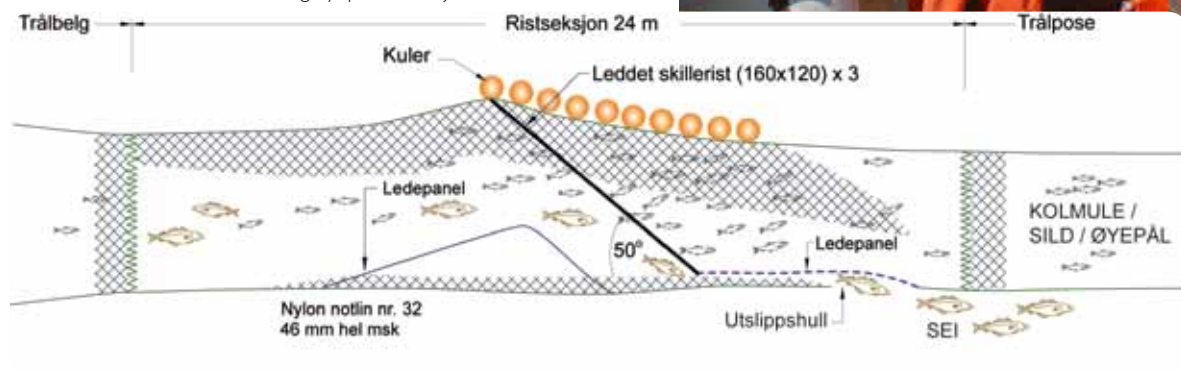 Trålbelg
Ristseksjon 24 m
Trålpose
Kuler
Leddet skillerist (160x120) x 3
Ledepanel
50°
Ledepanel
KOLMULE /
SILD / ØYEPÅL
Nylon notlin nr. 32
46 mm hel msk
Utslippshull
SEI